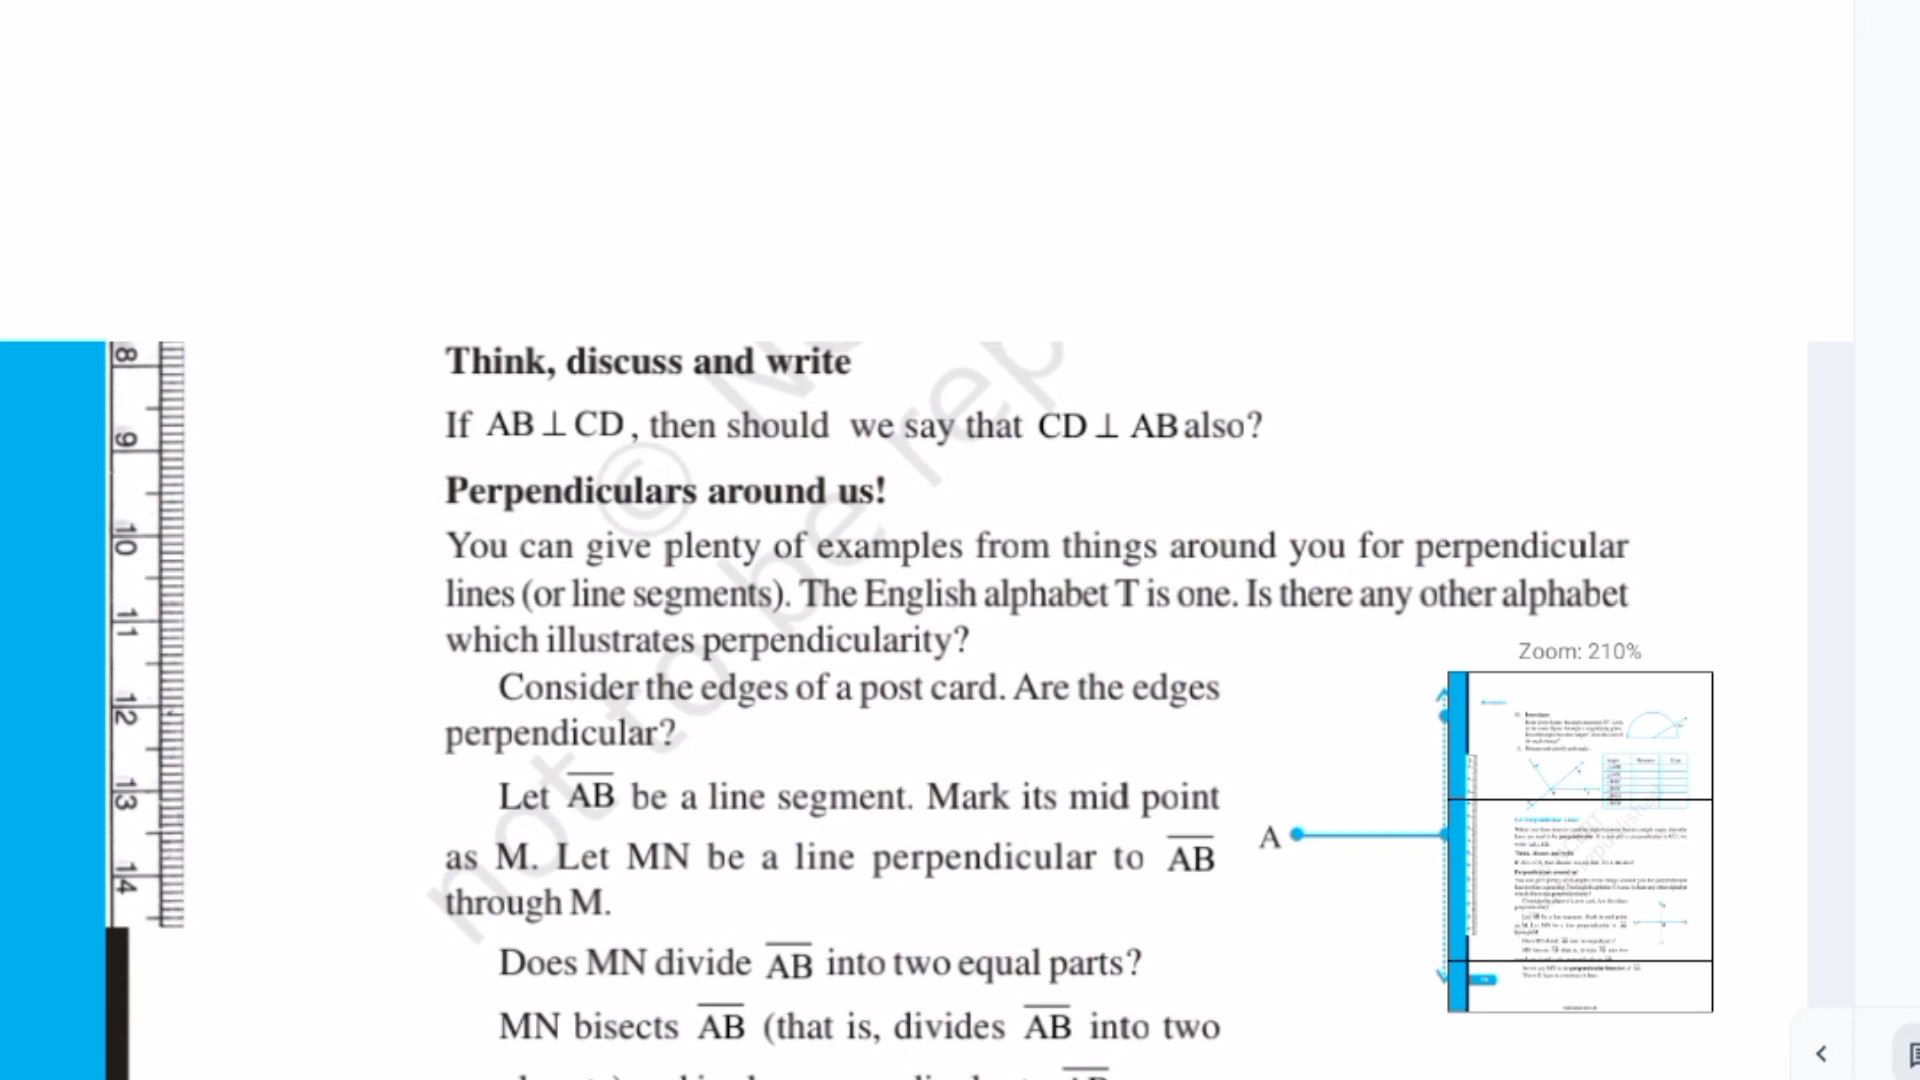 Think, discuss and write
If AB ⊥ CD, then should we say that CD ⊥ AB also?
Perpendiculars around us!
You can give plenty of examples from things around you for perpendicular
lines (or line segments). The English alphabet T is one. Is there any other alphabet
which illustrates perpendicularity?
Consider the edges of a post card. Are the edges
perpendicular?
Let A̅B̅ be a line segment. Mark its mid point
as M. Let MN be a line perpendicular to A̅B̅
through M.
Does MN divide A̅B̅ into two equal parts?
MN bisects A̅B̅ (that is, divides A̅B̅ into two
A
Zoom: 210%
8
9
10
11
12
13
14
©
not to be rep